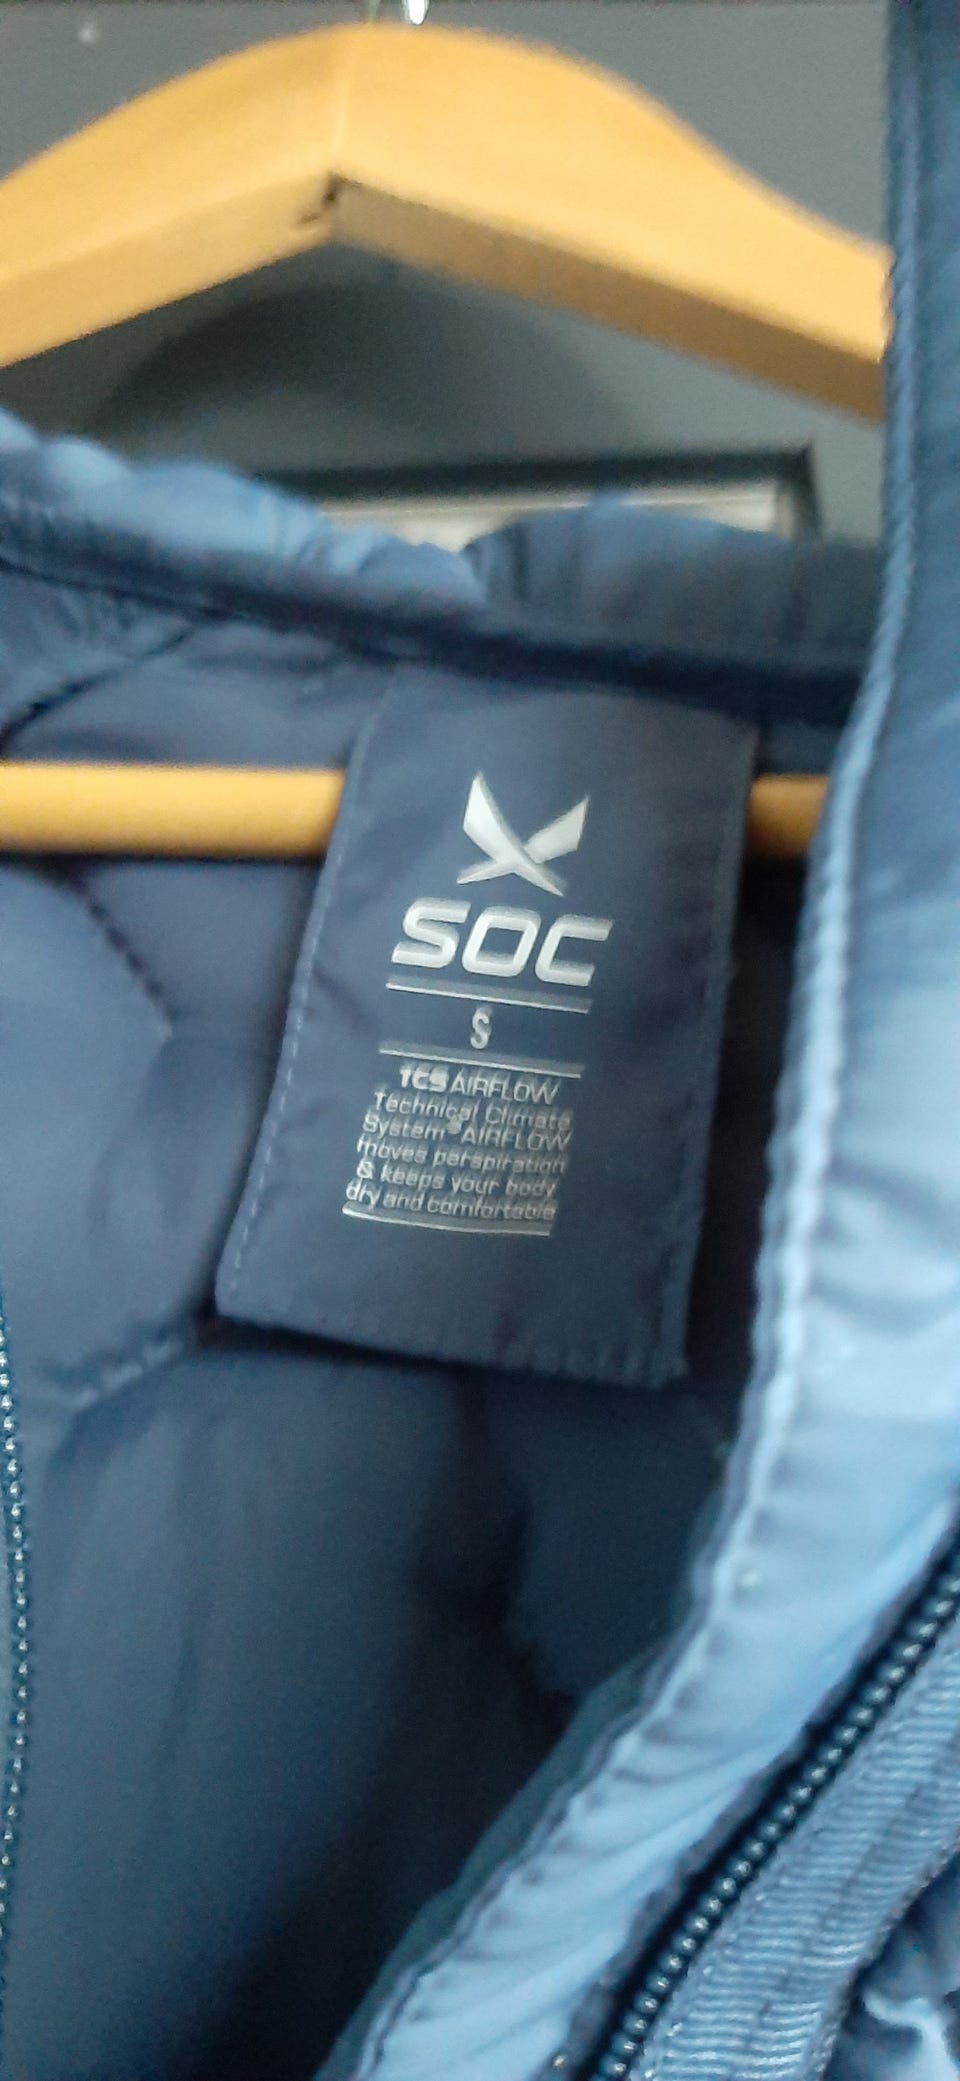 SOC
S
TCS AIRFLOW
Technical Climate
System® AIRFLOW
moves perspiration
& keeps your body
dry and comfortable